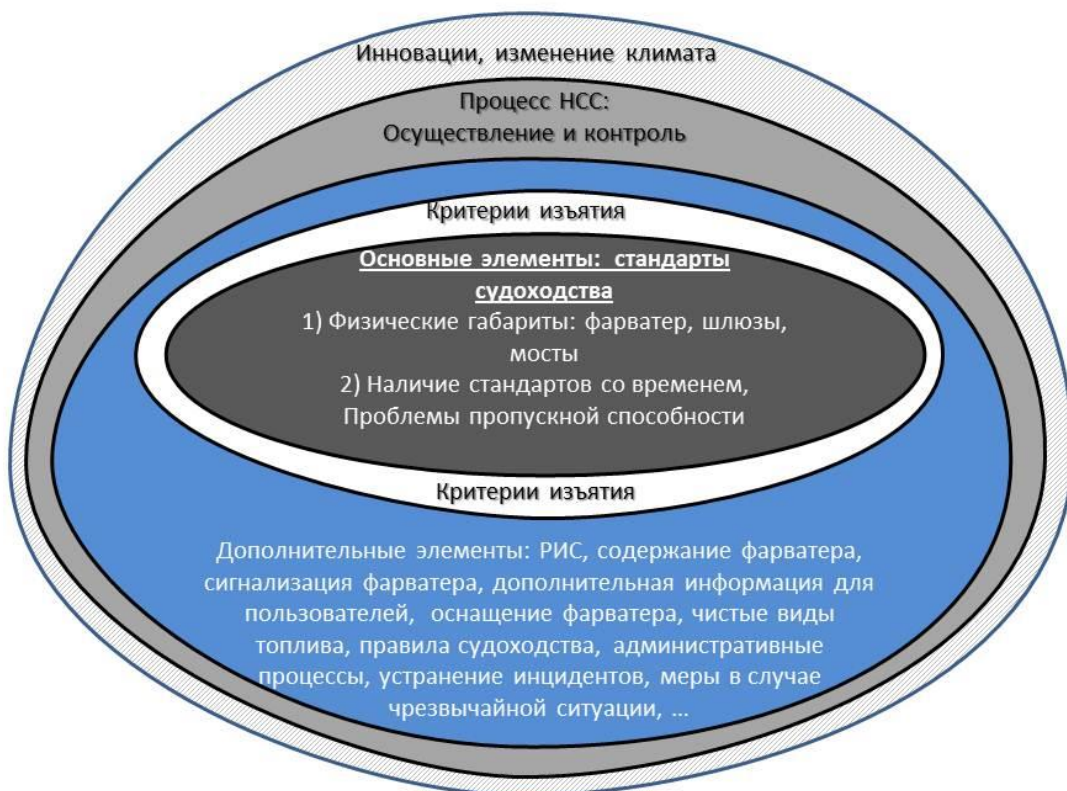 Инновации, изменение климата
Процесс НСС:
Осуществление и контроль
Критерии изъятия
Основные элементы: стандарты
судоходства
1) Физические габариты: фарватер, шлюзы,
мосты
2) Наличие стандартов со временем,
Проблемы пропускной способности
Критерии изъятия
Дополнительные элементы: РИС, содержание фарватера,
сигнализация фарватера, дополнительная информация для
пользователей, оснащение фарватера, чистые виды
топлива, правила судоходства, административные
процессы, устранение инцидентов, меры в случае
чрезвычайной ситуации, ...